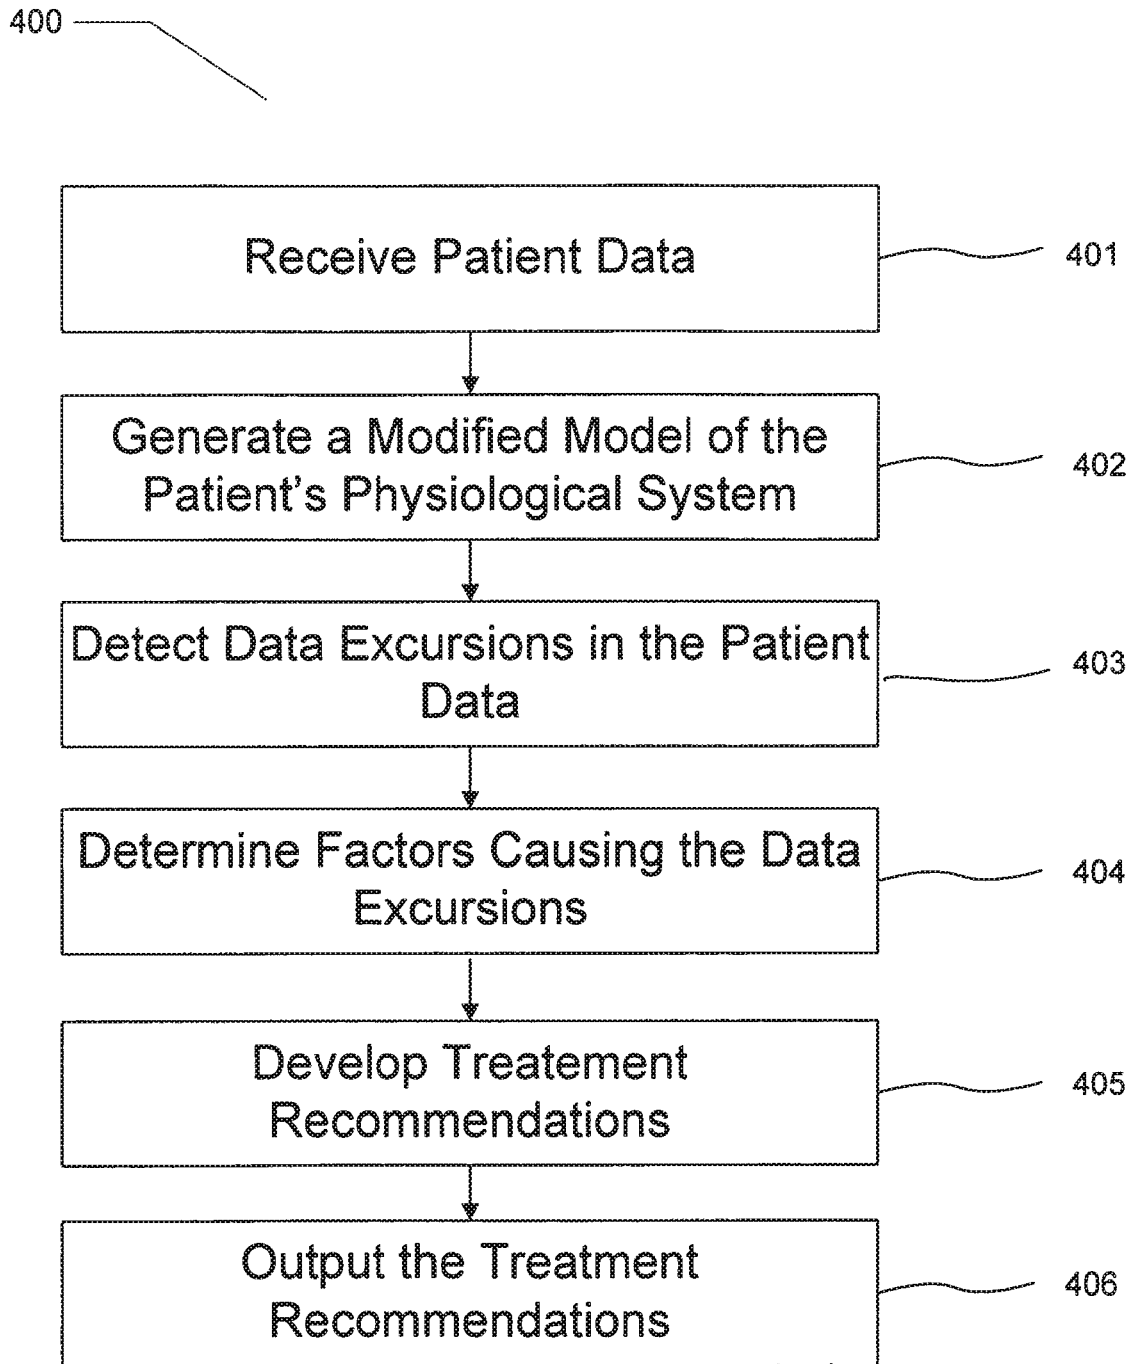 400
Receive Patient Data
401
Generate a Modified Model of the
Patient's Physiological System
402
Detect Data Excursions in the Patient
Data
403
Determine Factors Causing the Data
Excursions
404
Develop Treatement
Recommendations
405
Output the Treatment
Recommendations
406